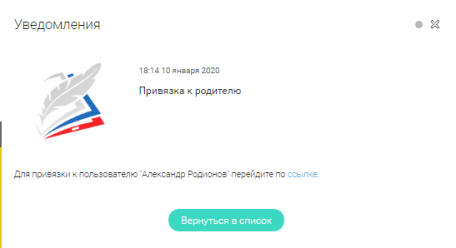 Уведомления
18:14 10 января 2020
Привязка к родителю
Для привязки к пользователю 'Александр Родионов' перейдите по ссылке.
Вернуться в список